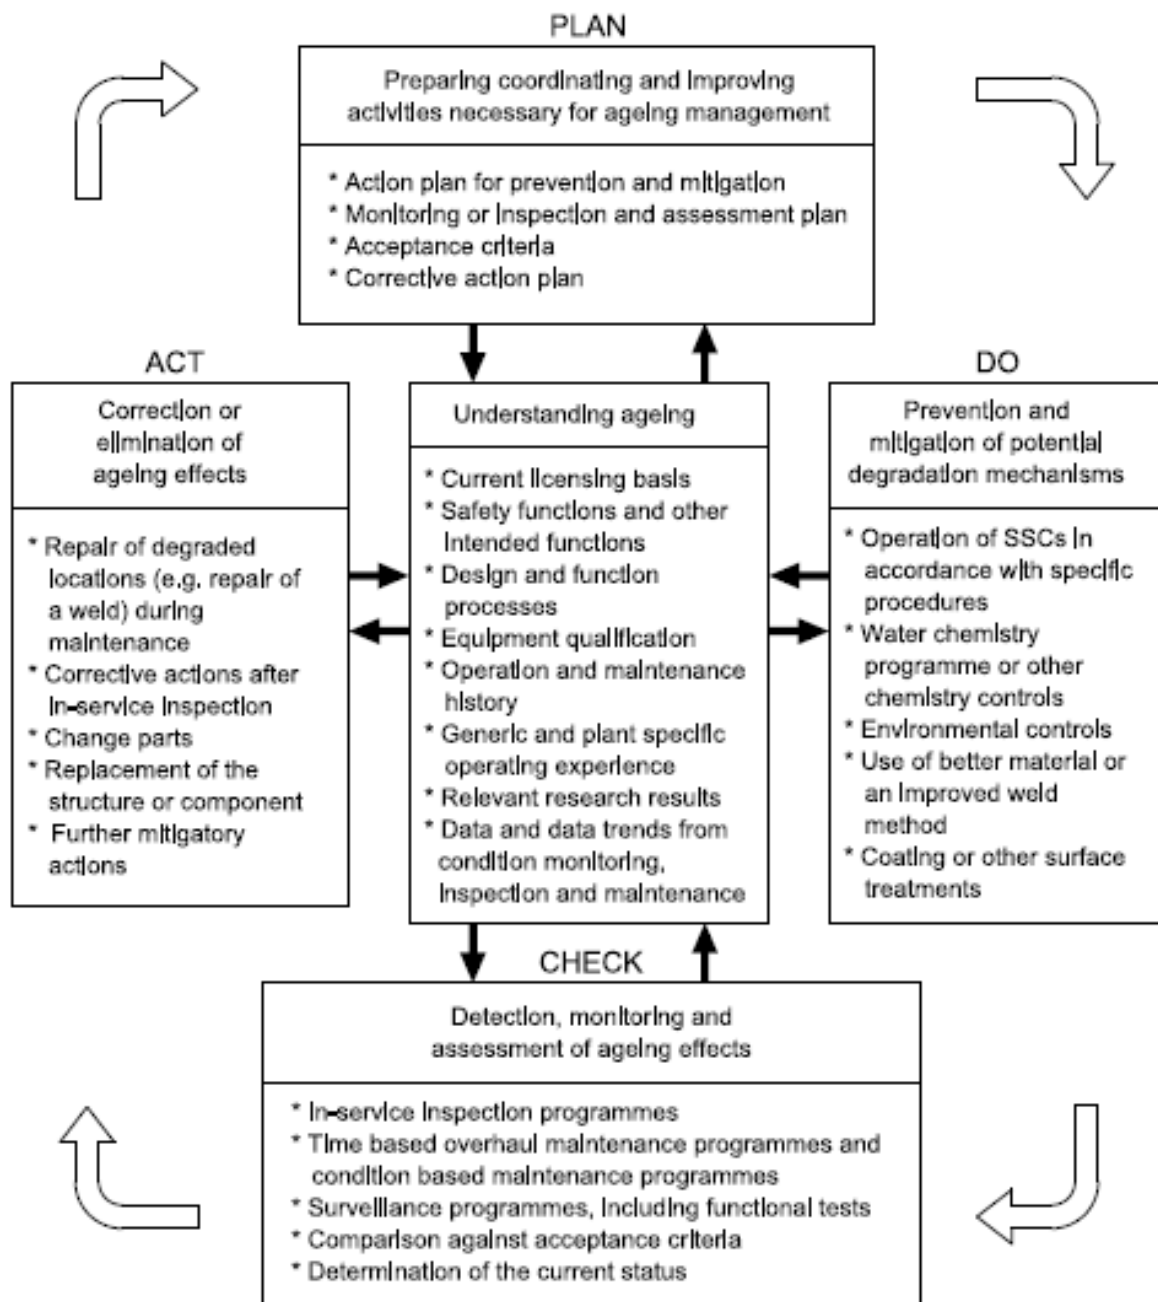 PLAN
Preparing coordinating and improving
activities necessary for ageing management
* Action plan for prevention and mitigation
* Monitoring or inspection and assessment plan
* Acceptance criteria
* Corrective action plan
ACT
Correction or
elimination of
ageing effects
* Repair of degraded
locations (e.g. repair of
a weld) during
maintenance
* Corrective actions after
in-service inspection
* Change parts
* Replacement of the
structure or component
* Further mitigatory
actions
Understanding ageing
* Current licensing basis
* Safety functions and other
intended functions
* Design and function
processes
* Equipment qualification
* Operation and maintenance
history
* Generic and plant specific
operating experience
* Relevant research results
* Data and data trends from
condition monitoring,
inspection and maintenance
DO
Prevention and
mitigation of potential
degradation mechanisms
* Operation of SSCs in
accordance with specific
procedures
* Water chemistry
programme or other
chemistry controls
* Environmental controls
* Use of better material or
an improved weld
method
* Coating or other surface
treatments
CHECK
Detection, monitoring and
assessment of ageing effects
* In-service inspection programmes
* Time based overhaul maintenance programmes and
condition based maintenance programmes
* Surveillance programmes, including functional tests
* Comparison against acceptance criteria
* Determination of the current status